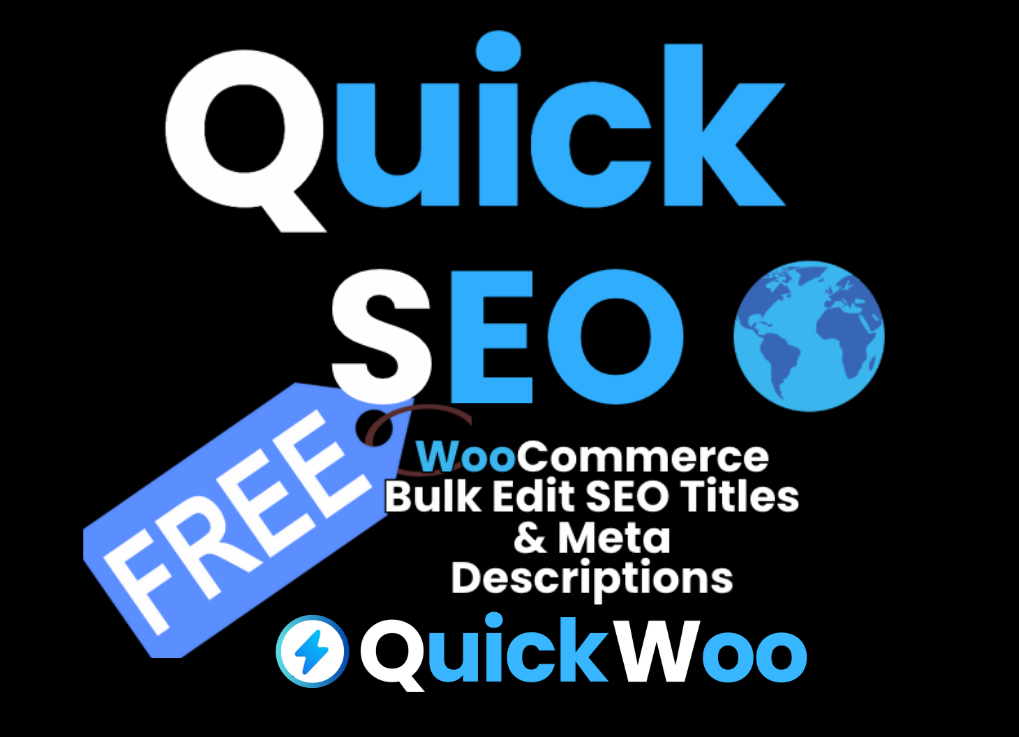 Quick
SEO
FREE
WooCommerce
Bulk Edit SEO Titles
& Meta
Descriptions
QuickWoo